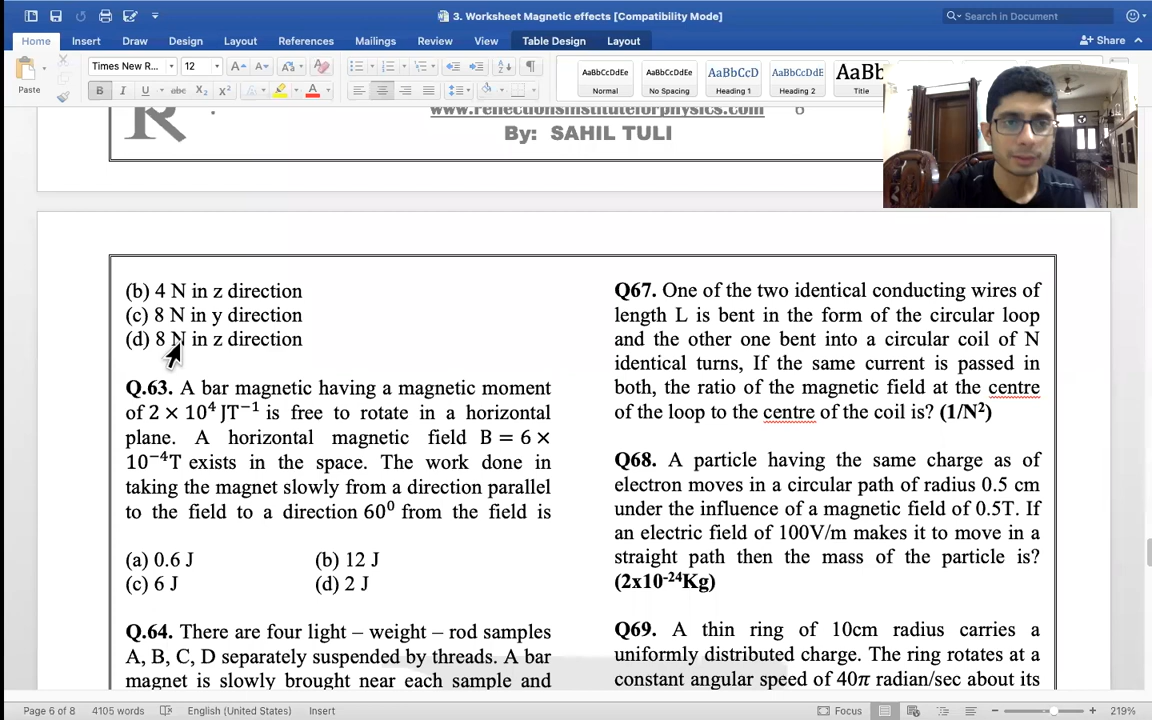 3. Worksheet Magnetic effects [Compatibility Mode]
Search in Document
Home Insert Draw Design Layout References Mailings Review View Table Design Layout
Share
Paste
Times New R... 12
AaBbCcDdEe AaBbCcDdEe AaBbCcD AaBbCcDdE AaBb
Normal No Spacing Heading 1 Heading 2 Title
www.reflectionsinstituteforphysics.com 6
By: SAHIL TULI
(b) 4 N in z direction
(c) 8 N in y direction
(d) 8 N in z direction
Q.63. A bar magnetic having a magnetic moment
of 2 × 10⁴ JT⁻¹ is free to rotate in a horizontal
plane. A horizontal magnetic field B = 6 ×
10⁻⁴T exists in the space. The work done in
taking the magnet slowly from a direction parallel
to the field to a direction 60⁰ from the field is
(a) 0.6 J (b) 12 J
(c) 6 J (d) 2 J
Q.64. There are four light – weight – rod samples
A, B, C, D separately suspended by threads. A bar
magnet is slowly brought near each sample and
Q67. One of the two identical conducting wires of
length L is bent in the form of the circular loop
and the other one bent into a circular coil of N
identical turns, If the same current is passed in
both, the ratio of the magnetic field at the centre
of the loop to the centre of the coil is? (1/N²)
Q68. A particle having the same charge as of
electron moves in a circular path of radius 0.5 cm
under the influence of a magnetic field of 0.5T. If
an electric field of 100V/m makes it to move in a
straight path then the mass of the particle is?
(2x10⁻²⁴Kg)
Q69. A thin ring of 10cm radius carries a
uniformly distributed charge. The ring rotates at a
constant angular speed of 40π radian/sec about its
Page 6 of 8 4105 words English (United States) Insert Focus 219%